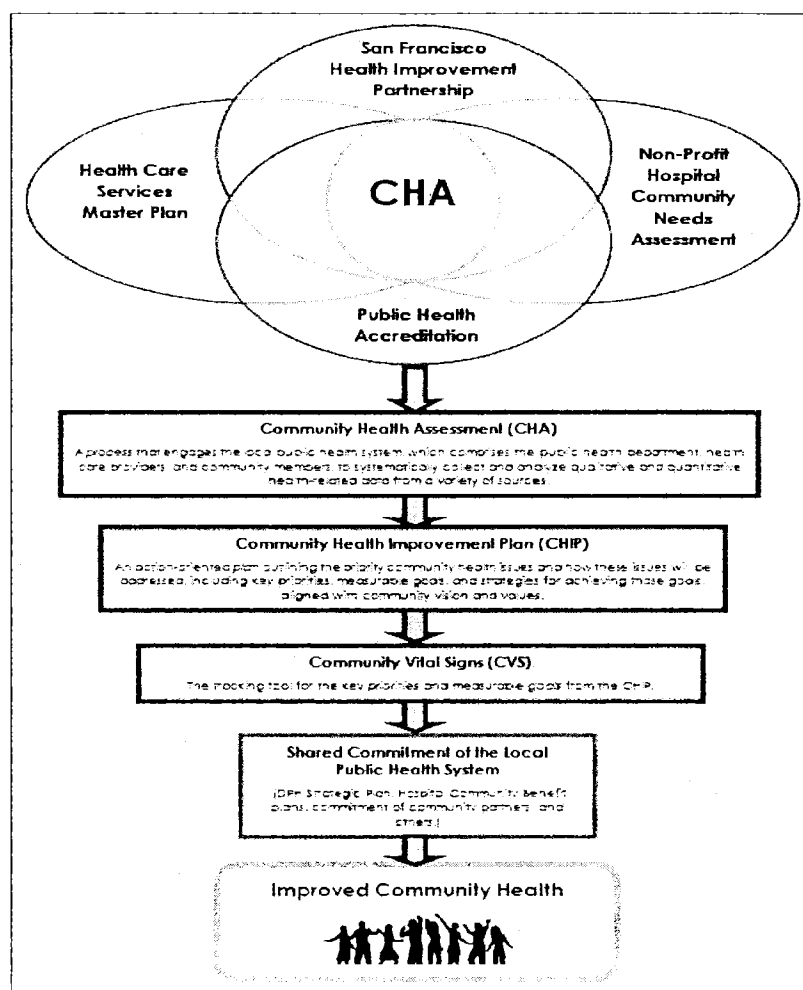 San Francisco
Health Improvement
Partnership
Health Care
Services
Master Plan
CHA
Non-Profit
Hospital
Community
Needs
Assessment
Public Health
Accreditation
Community Health Assessment (CHA)
A process that engages the local public health system, which comprises the public health department, health
care providers, and community members, to systematically collect and analyze qualitative and quantitative
health-related data from a variety of sources.
Community Health Improvement Plan (CHIP)
An action-oriented plan outlining the priority community health issues and how these issues will be
addressed, including key priorities, measurable goals, and strategies for achieving those goals,
aligned with community vision and values.
Community Vital Signs (CVS)
The tracking tool for the key priorities and measurable goals from the CHIP.
Shared Commitment of the Local
Public Health System
(DPH Strategic Plan, Hospital Community Benefit
plans, commitment of community partners, and
others.)
Improved Community Health